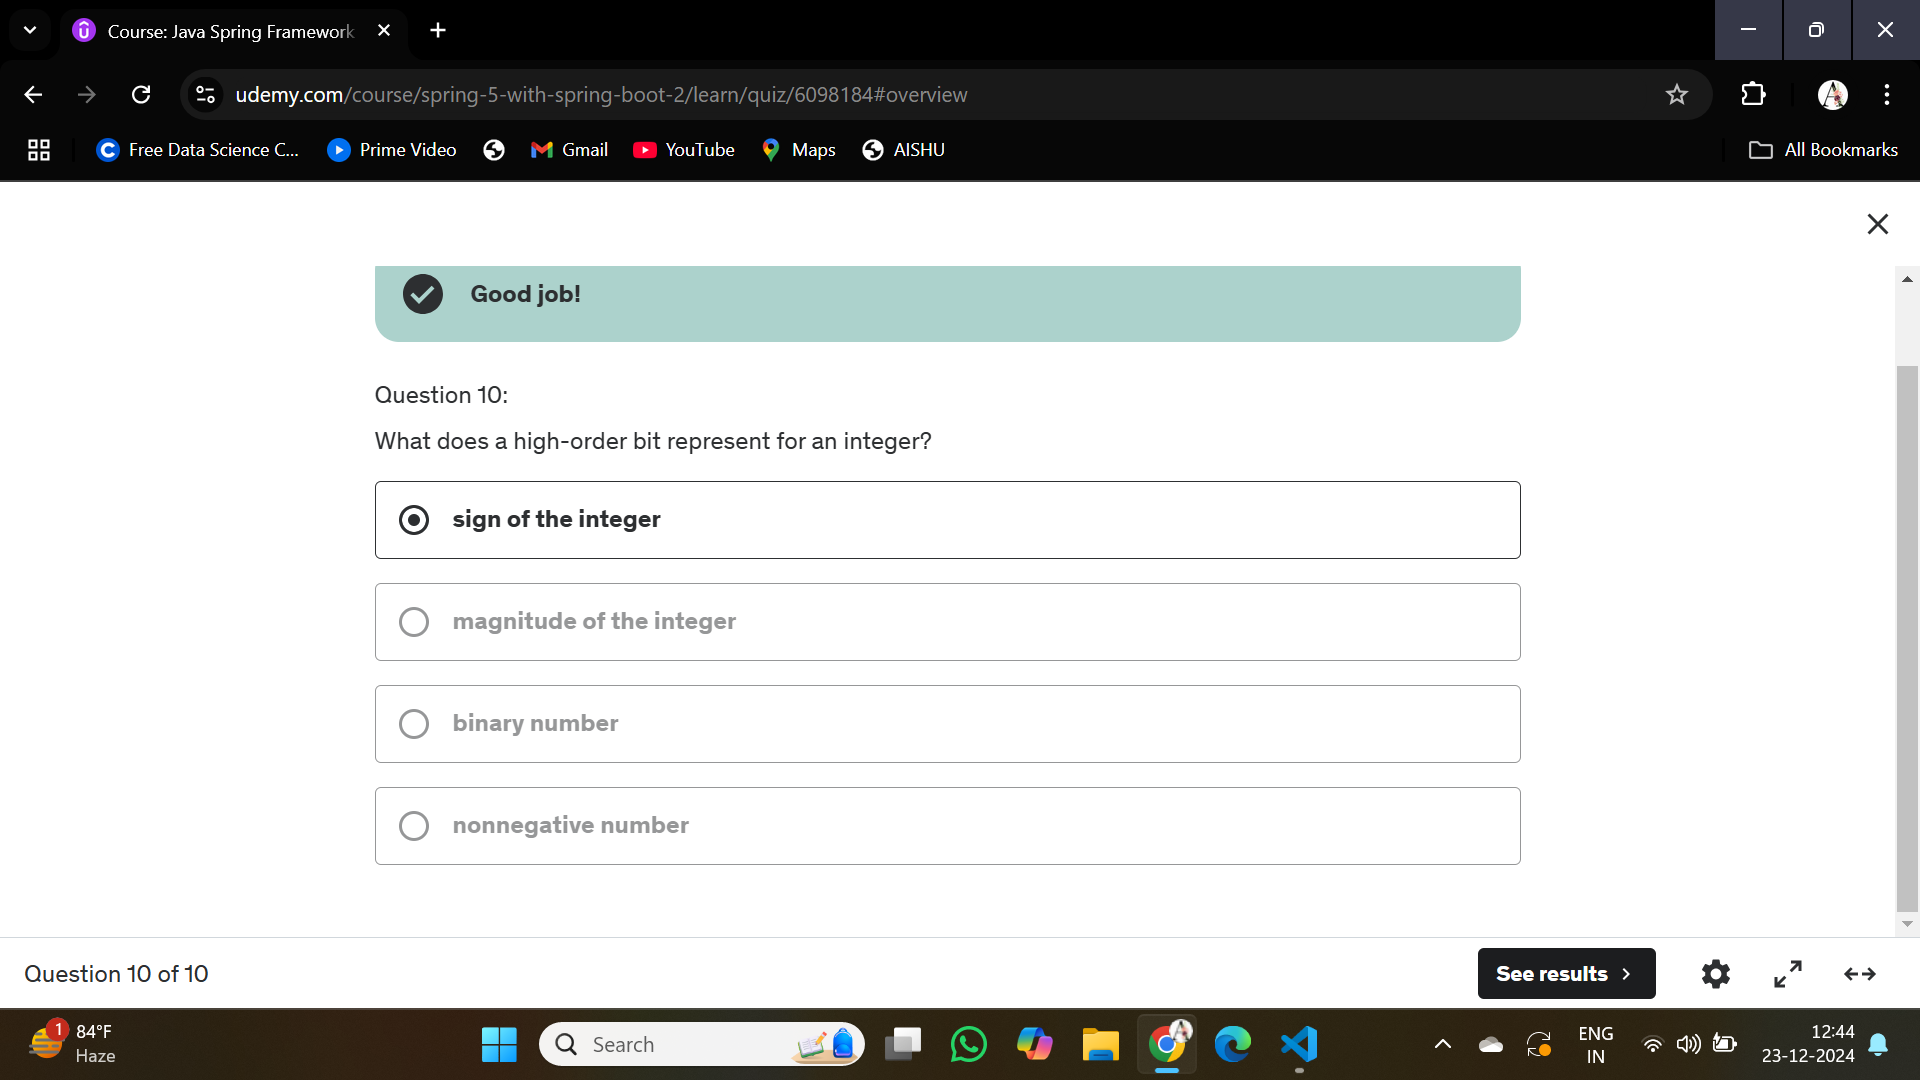 Course: Java Spring Framework
udemy.com/course/spring-5-with-spring-boot-2/learn/quiz/6098184#overview
Free Data Science C...
Prime Video
Gmail
YouTube
Maps
AISHU
All Bookmarks
Good job!
Question 10:
What does a high-order bit represent for an integer?
sign of the integer
magnitude of the integer
binary number
nonnegative number
Question 10 of 10
See results
1
84°F
Haze
Search
ENG
IN
12:44
23-12-2024